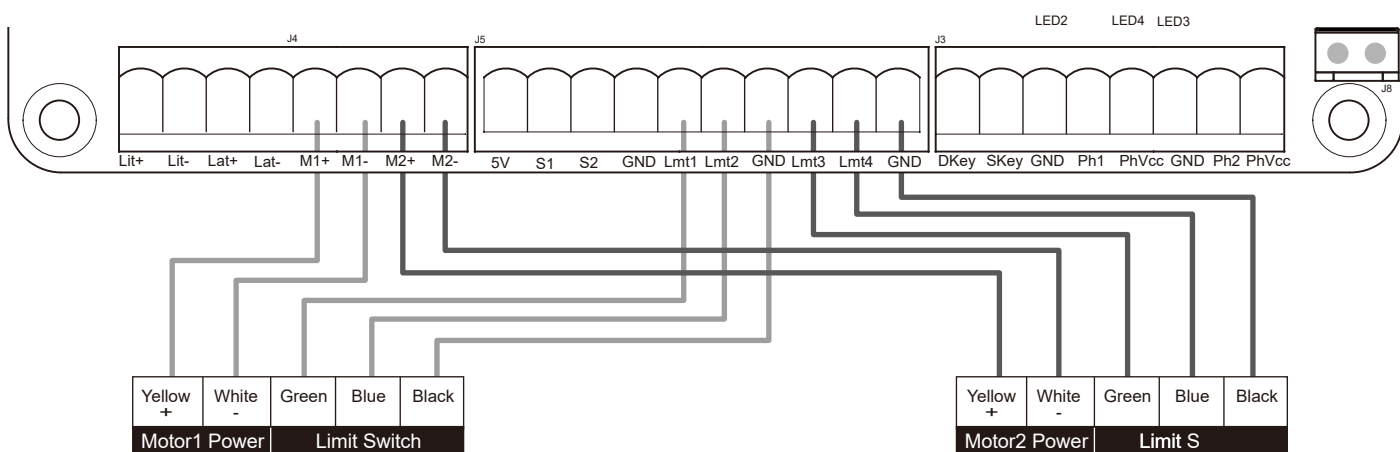 LED2 LED4 LED3
J4 J5 J3
J8
Lit+ Lit- Lat+ Lat- M1+ M1- M2+ M2- 5V S1 S2 GND Lmt1 Lmt2 GND Lmt3 Lmt4 GND DKey SKey GND Ph1 PhVcc GND Ph2 PhVcc
Yellow White Green Blue Black Yellow White Green Blue Black
+ - + -
Motor1 Power Limit Switch Motor2 Power Limit S